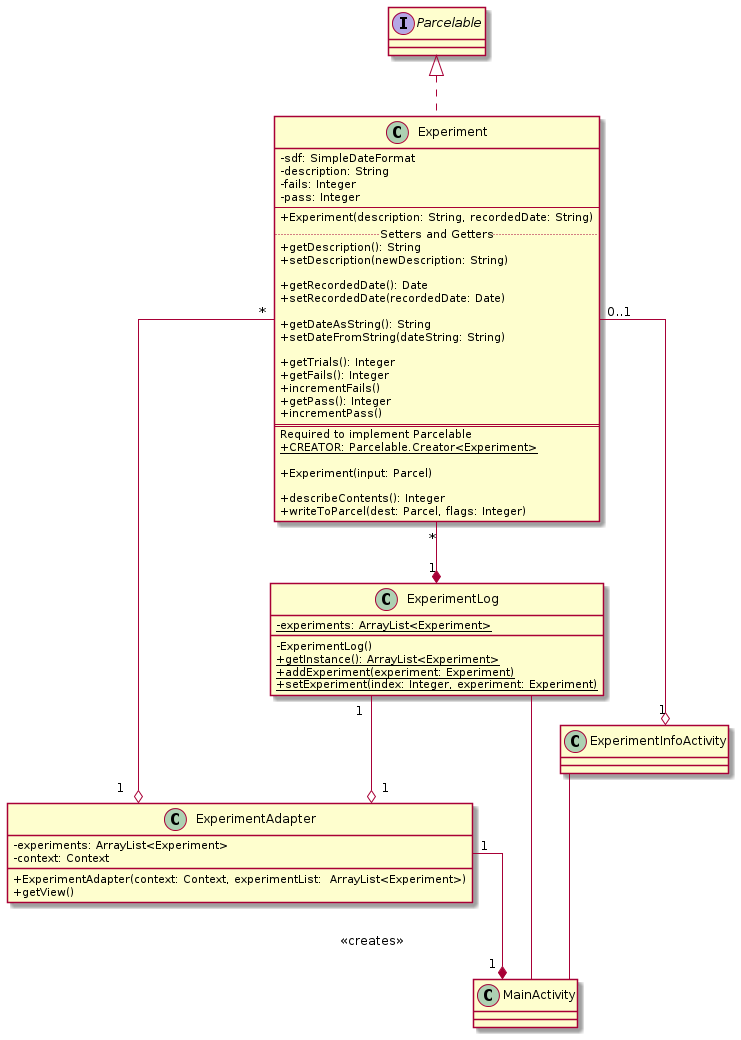 I Parcelable
C Experiment
-sdf: SimpleDateFormat
-description: String
-fails: Integer
-pass: Integer
+Experiment(description: String, recordedDate: String)
Setters and Getters
+getDescription(): String
+setDescription(newDescription: String)
+getRecordedDate(): Date
+setRecordedDate(recordedDate: Date)
* 0..1
+getDateAsString(): String
+setDateFromString(dateString: String)
+getTrials(): Integer
+getFails(): Integer
+incrementFails()
+getPass(): Integer
+incrementPass()
Required to implement Parcelable
+CREATOR: Parcelable.Creator<Experiment>
+Experiment(input: Parcel)
+describeContents(): Integer
+writeToParcel(dest: Parcel, flags: Integer)
*
1
C ExperimentLog
-experiments: ArrayList<Experiment>
-ExperimentLog()
+getInstance(): ArrayList<Experiment>
+addExperiment(experiment: Experiment)
+setExperiment(index: Integer, experiment: Experiment)
1 1
C ExperimentInfoActivity
1 1
C ExperimentAdapter
-experiments: ArrayList<Experiment>
-context: Context
1
+ExperimentAdapter(context: Context, experimentList:  ArrayList<Experiment>)
+getView()
«creates»
1
C MainActivity